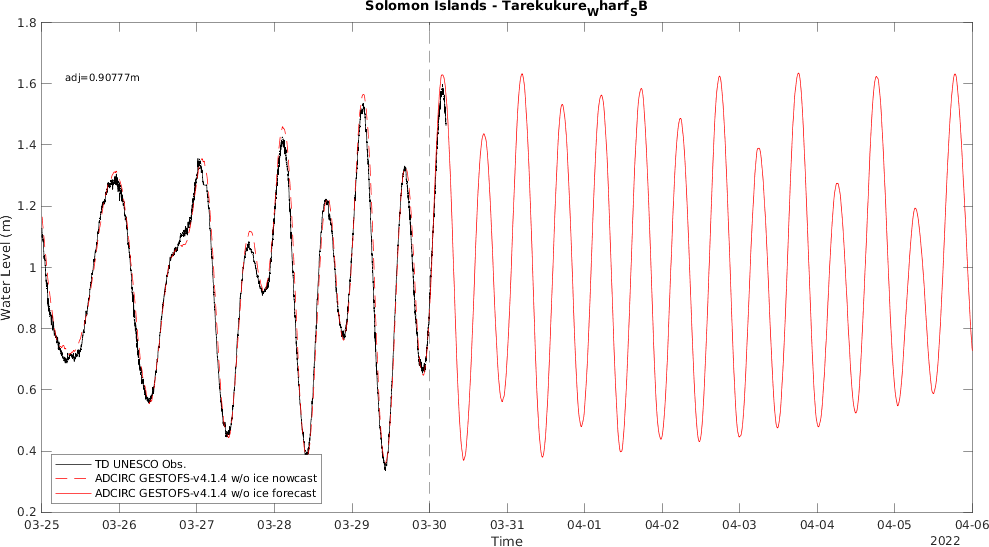 Solomon Islands - TarekukureWharfSB
1.8
1.6
1.4
1.2
1
0.8
0.6
0.4
0.2
Water Level (m)
adj=0.90777m
TD UNESCO Obs.
ADCIRC GESTOFS-v4.1.4 w/o ice nowcast
ADCIRC GESTOFS-v4.1.4 w/o ice forecast
03-25 03-26 03-27 03-28 03-29 03-30 03-31 04-01 04-02 04-03 04-04 04-05 04-06
Time
2022